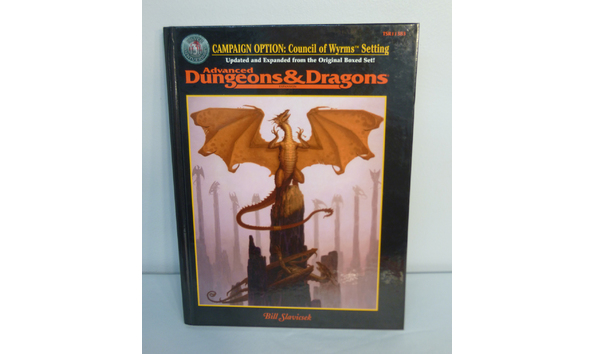 CAMPAIGN OPTION: Council of Wyrms™ Setting
Updated and Expanded from the Original Boxed Set!
Advanced
Dungeons&Dragons
Bill Slavicsek